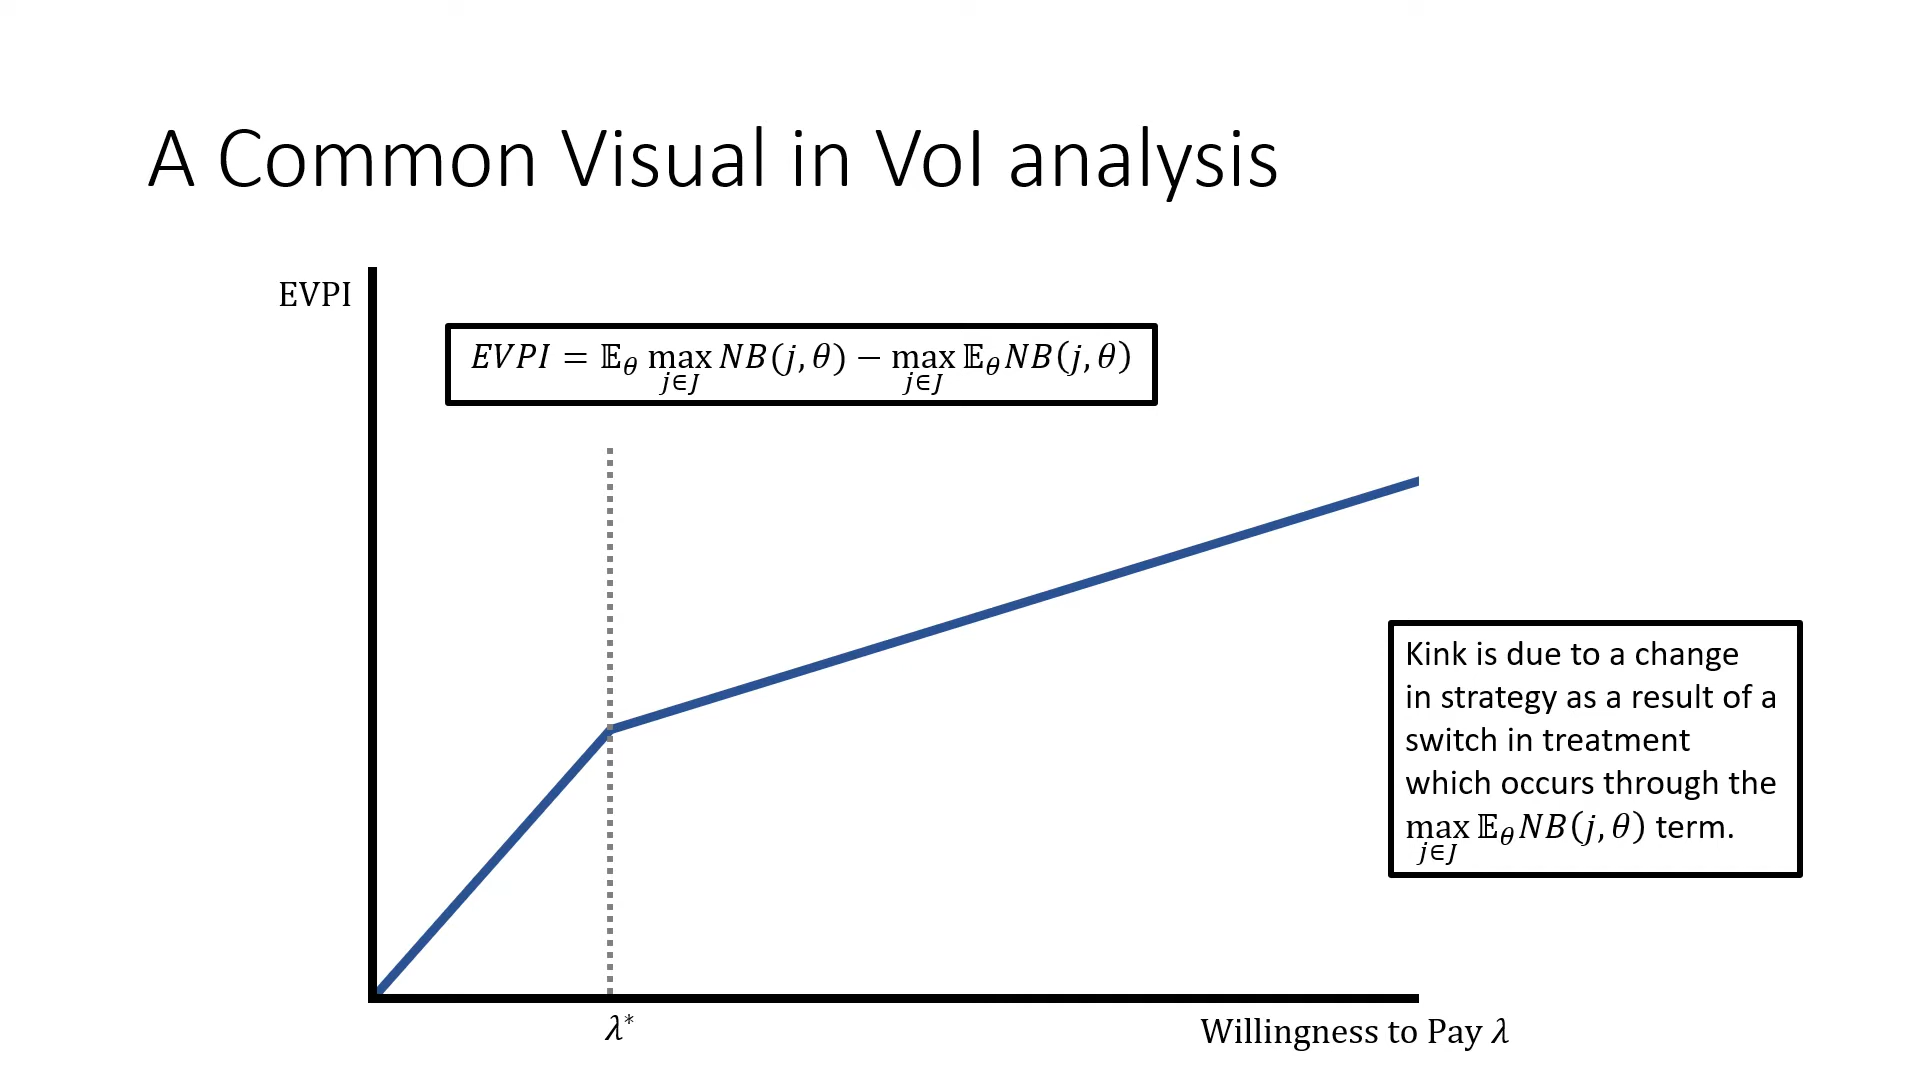 A Common Visual in VoI analysis
EVPI
𝐸𝑉𝑃𝐼 = 𝔼_𝜃 max_{𝑗∈𝐽} 𝑁𝐵(𝑗, 𝜃) − max_{𝑗∈𝐽} 𝔼_𝜃 𝑁𝐵(𝑗, 𝜃)
Kink is due to a change
in strategy as a result of a
switch in treatment
which occurs through the
max_{𝑗∈𝐽} 𝔼_𝜃 𝑁𝐵(𝑗, 𝜃) term.
𝜆*
Willingness to Pay 𝜆